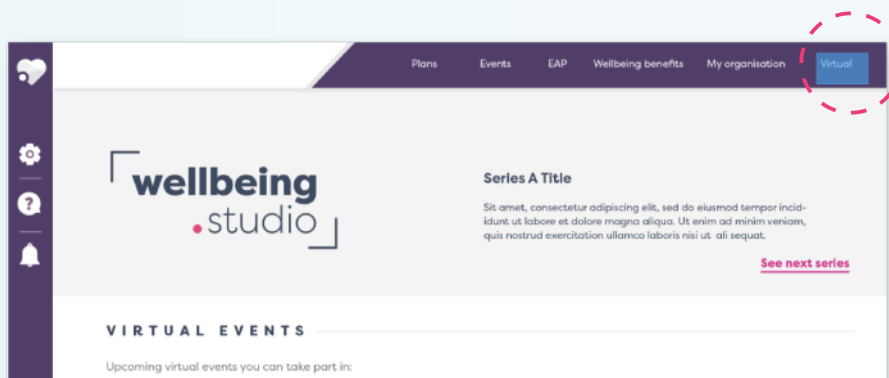 Plans Events EAP Wellbeing benefits My organisation Virtual
wellbeing
.studio
Series A Title
Sit amet, consectetur adipiscing elit, sed do eiusmod tempor incid-
idunt ut labore et dolore magna aliqua. Ut enim ad minim veniam,
quis nostrud exercitation ullamco laboris nisi ut ali sequat.
See next series
VIRTUAL EVENTS
Upcoming virtual events you can take part in: